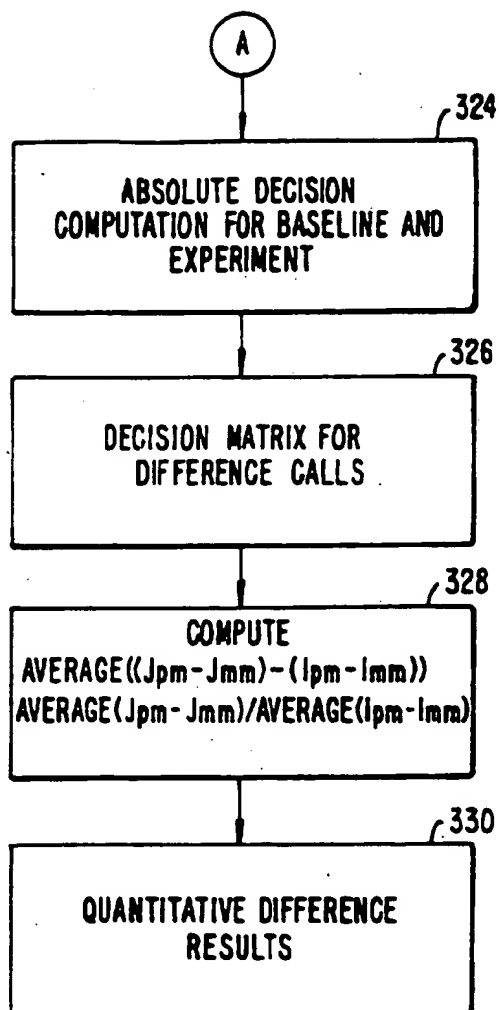 A
324
ABSOLUTE DECISION
COMPUTATION FOR BASELINE AND
EXPERIMENT
326
DECISION MATRIX FOR
DIFFERENCE CALLS
328
COMPUTE
AVERAGE((Jpm-Jmm)-(Ipm-Imm))
AVERAGE(Jpm-Jmm)/AVERAGE(Ipm-Imm)
330
QUANTITATIVE DIFFERENCE
RESULTS